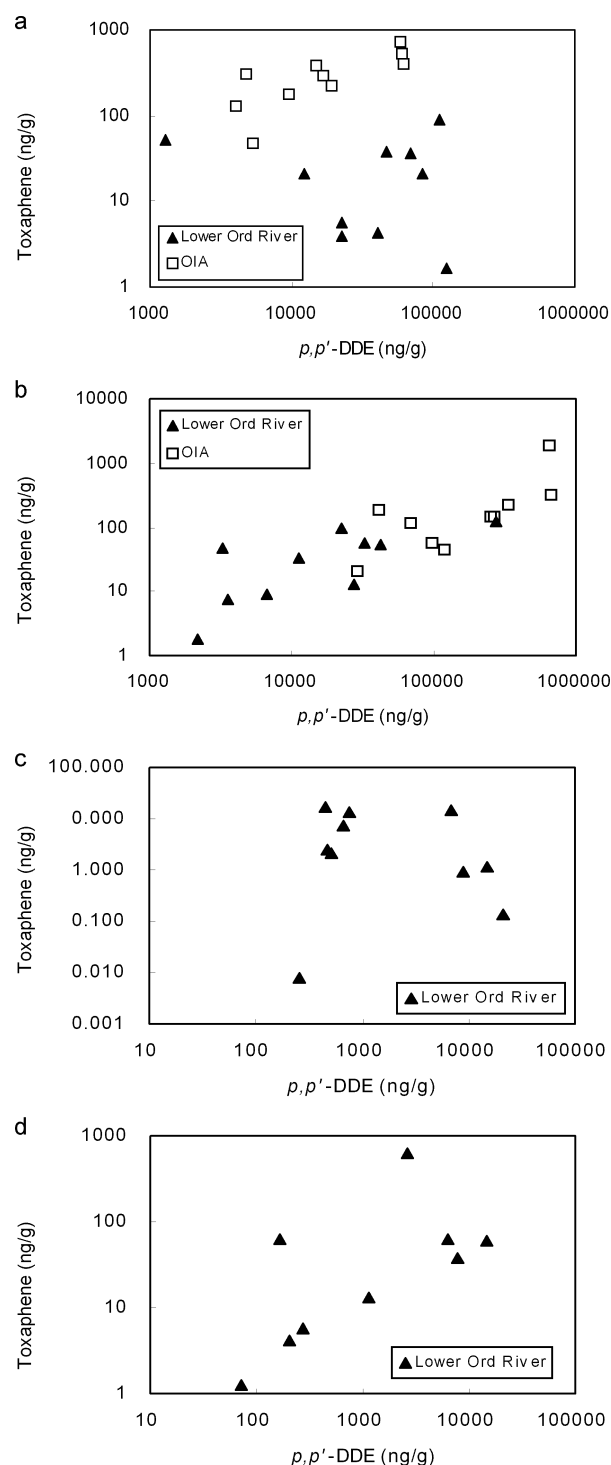 a
1000
100
10
1
Toxaphene (ng/g)
Lower Ord River
OIA
1000 10000 100000 1000000
p,p'-DDE (ng/g)
b
10000
1000
100
10
1
Toxaphene (ng/g)
Lower Ord River
OIA
1000 10000 100000 1000000
p,p'-DDE (ng/g)
c
100.000
0.000
1.000
0.100
0.010
0.001
Toxaphene (ng/g)
Lower Ord River
10 100 1000 10000 100000
p,p'-DDE (ng/g)
d
1000
100
10
1
Toxaphene (ng/g)
Lower Ord River
10 100 1000 10000 100000
p,p'-DDE (ng/g)